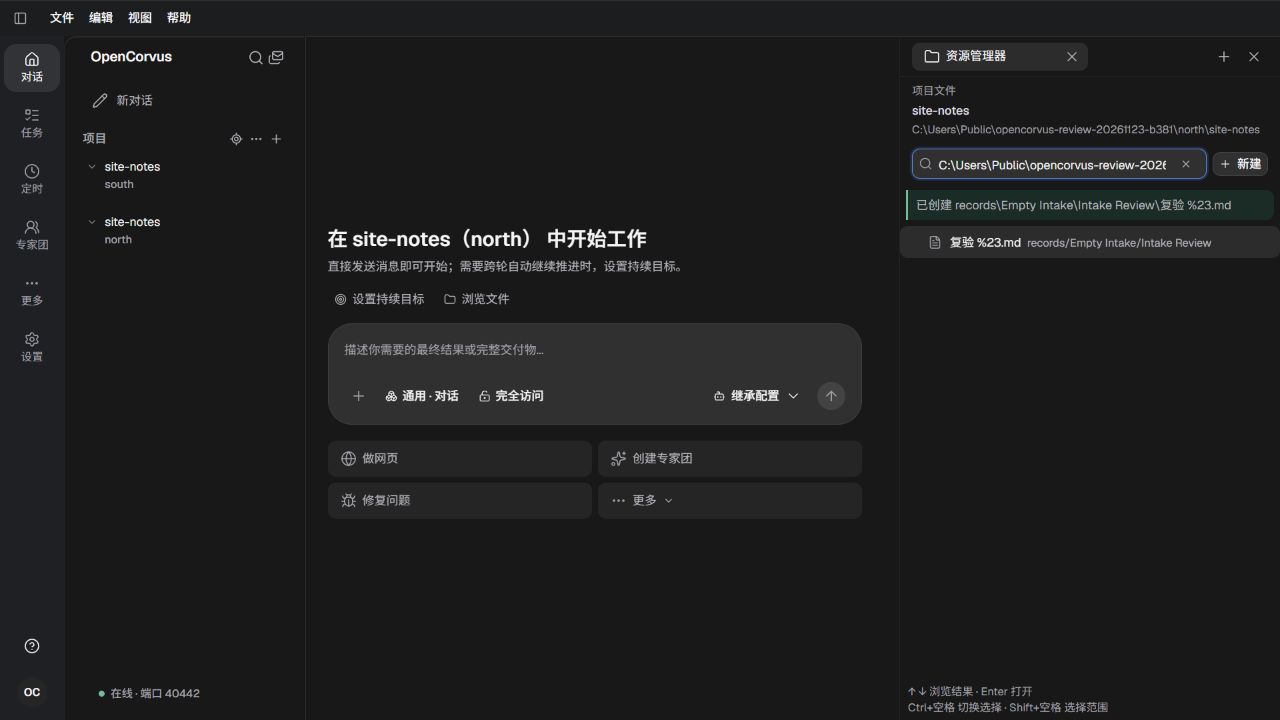 文件 编辑 视图 帮助
对话
任务
定时
专家团
更多
设置
OC
OpenCorvus
新对话
项目
site-notes
south
site-notes
north
在线 · 端口 40442
在 site-notes（north） 中开始工作
直接发送消息即可开始；需要跨轮自动继续推进时，设置持续目标。
设置持续目标 浏览文件
描述你需要的最终结果或完整交付物...
通用 · 对话 完全访问 继承配置
做网页 创建专家团
修复问题 更多
资源管理器
项目文件
site-notes
C:\Users\Public\opencorvus-review-20261123-b381\north\site-notes
C:\Users\Public\opencorvus-review-2026 新建
已创建 records\Empty Intake\Intake Review\复验 %23.md
复验 %23.md records/Empty Intake/Intake Review
↑↓ 浏览结果 · Enter 打开
Ctrl+空格 切换选择 · Shift+空格 选择范围